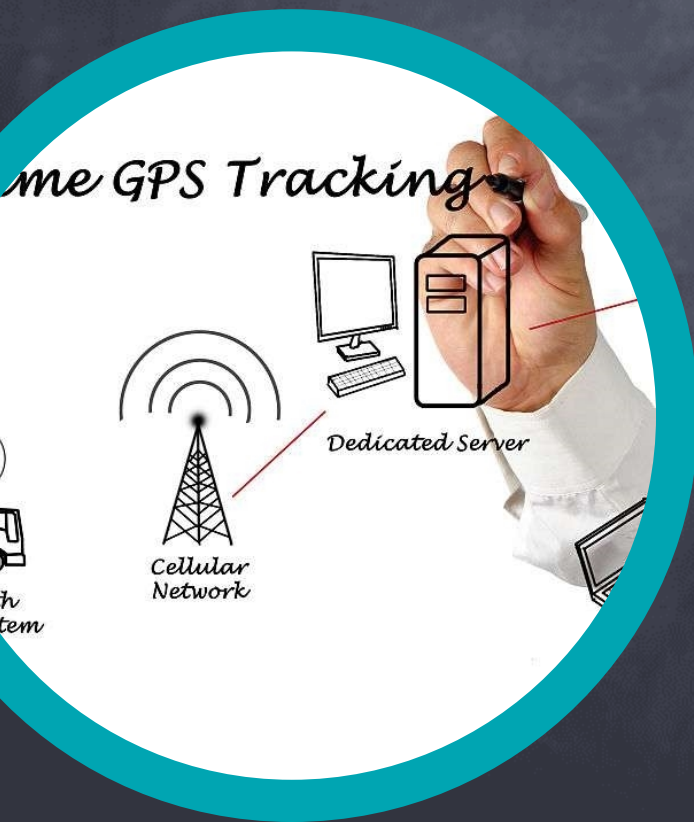 me GPS Tracking
Dedicated Server
Cellular
Network
h
tem